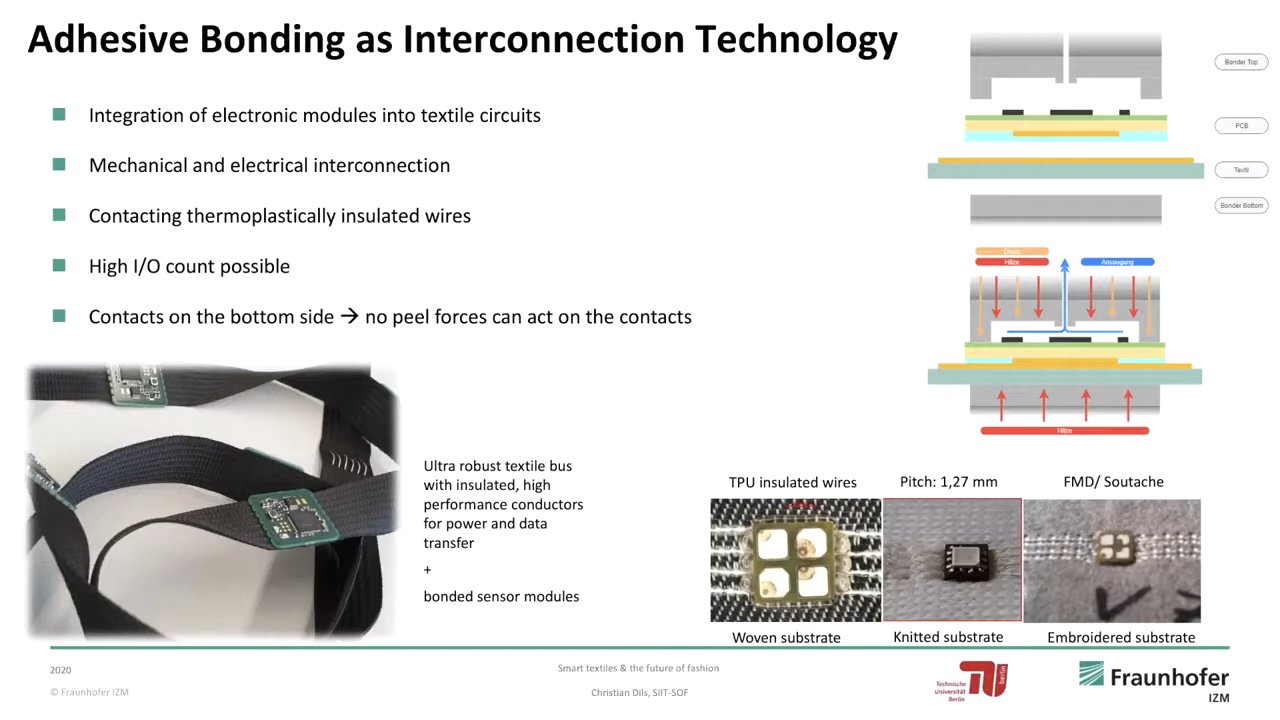 Adhesive Bonding as Interconnection Technology
Integration of electronic modules into textile circuits
Mechanical and electrical interconnection
Contacting thermoplastically insulated wires
High I/O count possible
Contacts on the bottom side → no peel forces can act on the contacts
Bonder Top
PCB
Textil
Bonder Bottom
Druck
Hitze
Ansaugung
Hitze
Ultra robust textile bus
with insulated, high
performance conductors
for power and data
transfer
+
bonded sensor modules
TPU insulated wires
Pitch: 1,27 mm
FMD/ Soutache
Woven substrate
Knitted substrate
Embroidered substrate
2020
© Fraunhofer IZM
Smart textiles & the future of fashion
Christian Dils, SIIT-SOF
Technische
Universität
Berlin
berlin
Fraunhofer
IZM